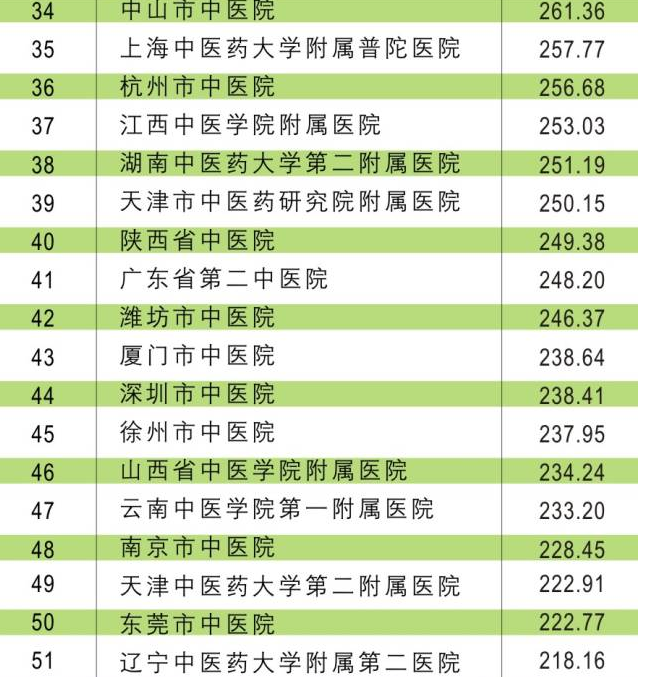 34 中山市中医院 261.36
35 上海中医药大学附属普陀医院 257.77
36 杭州市中医院 256.68
37 江西中医学院附属医院 253.03
38 湖南中医药大学第二附属医院 251.19
39 天津市中医药研究院附属医院 250.15
40 陕西省中医院 249.38
41 广东省第二中医院 248.20
42 潍坊市中医院 246.37
43 厦门市中医院 238.64
44 深圳市中医院 238.41
45 徐州市中医院 237.95
46 山西省中医学院附属医院 234.24
47 云南中医学院第一附属医院 233.20
48 南京市中医院 228.45
49 天津中医药大学第二附属医院 222.91
50 东莞市中医院 222.77
51 辽宁中医药大学附属第二医院 218.16